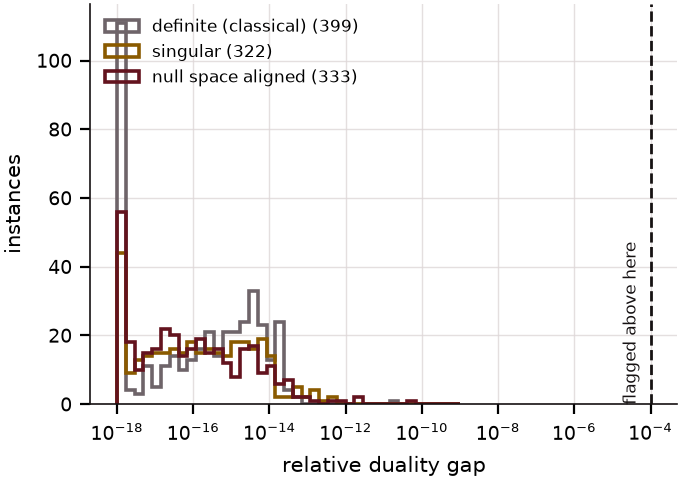 definite (classical) (399)
singular (322)
null space aligned (333)
instances
100
80
60
40
20
0
flagged above here
10⁻¹⁸ 10⁻¹⁶ 10⁻¹⁴ 10⁻¹² 10⁻¹⁰ 10⁻⁸ 10⁻⁶ 10⁻⁴
relative duality gap